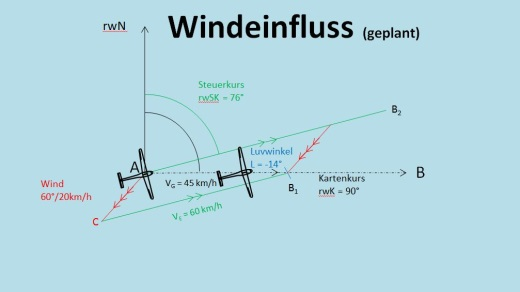 Windeinfluss (geplant)
rwN
Steuerkurs
rwSK = 76°
B2
A
Luvwinkel
L = -14°
Wind
60°/20km/h
VG = 45 km/h
Kartenkurs
rwK = 90°
B
B1
C
VE = 60 km/h